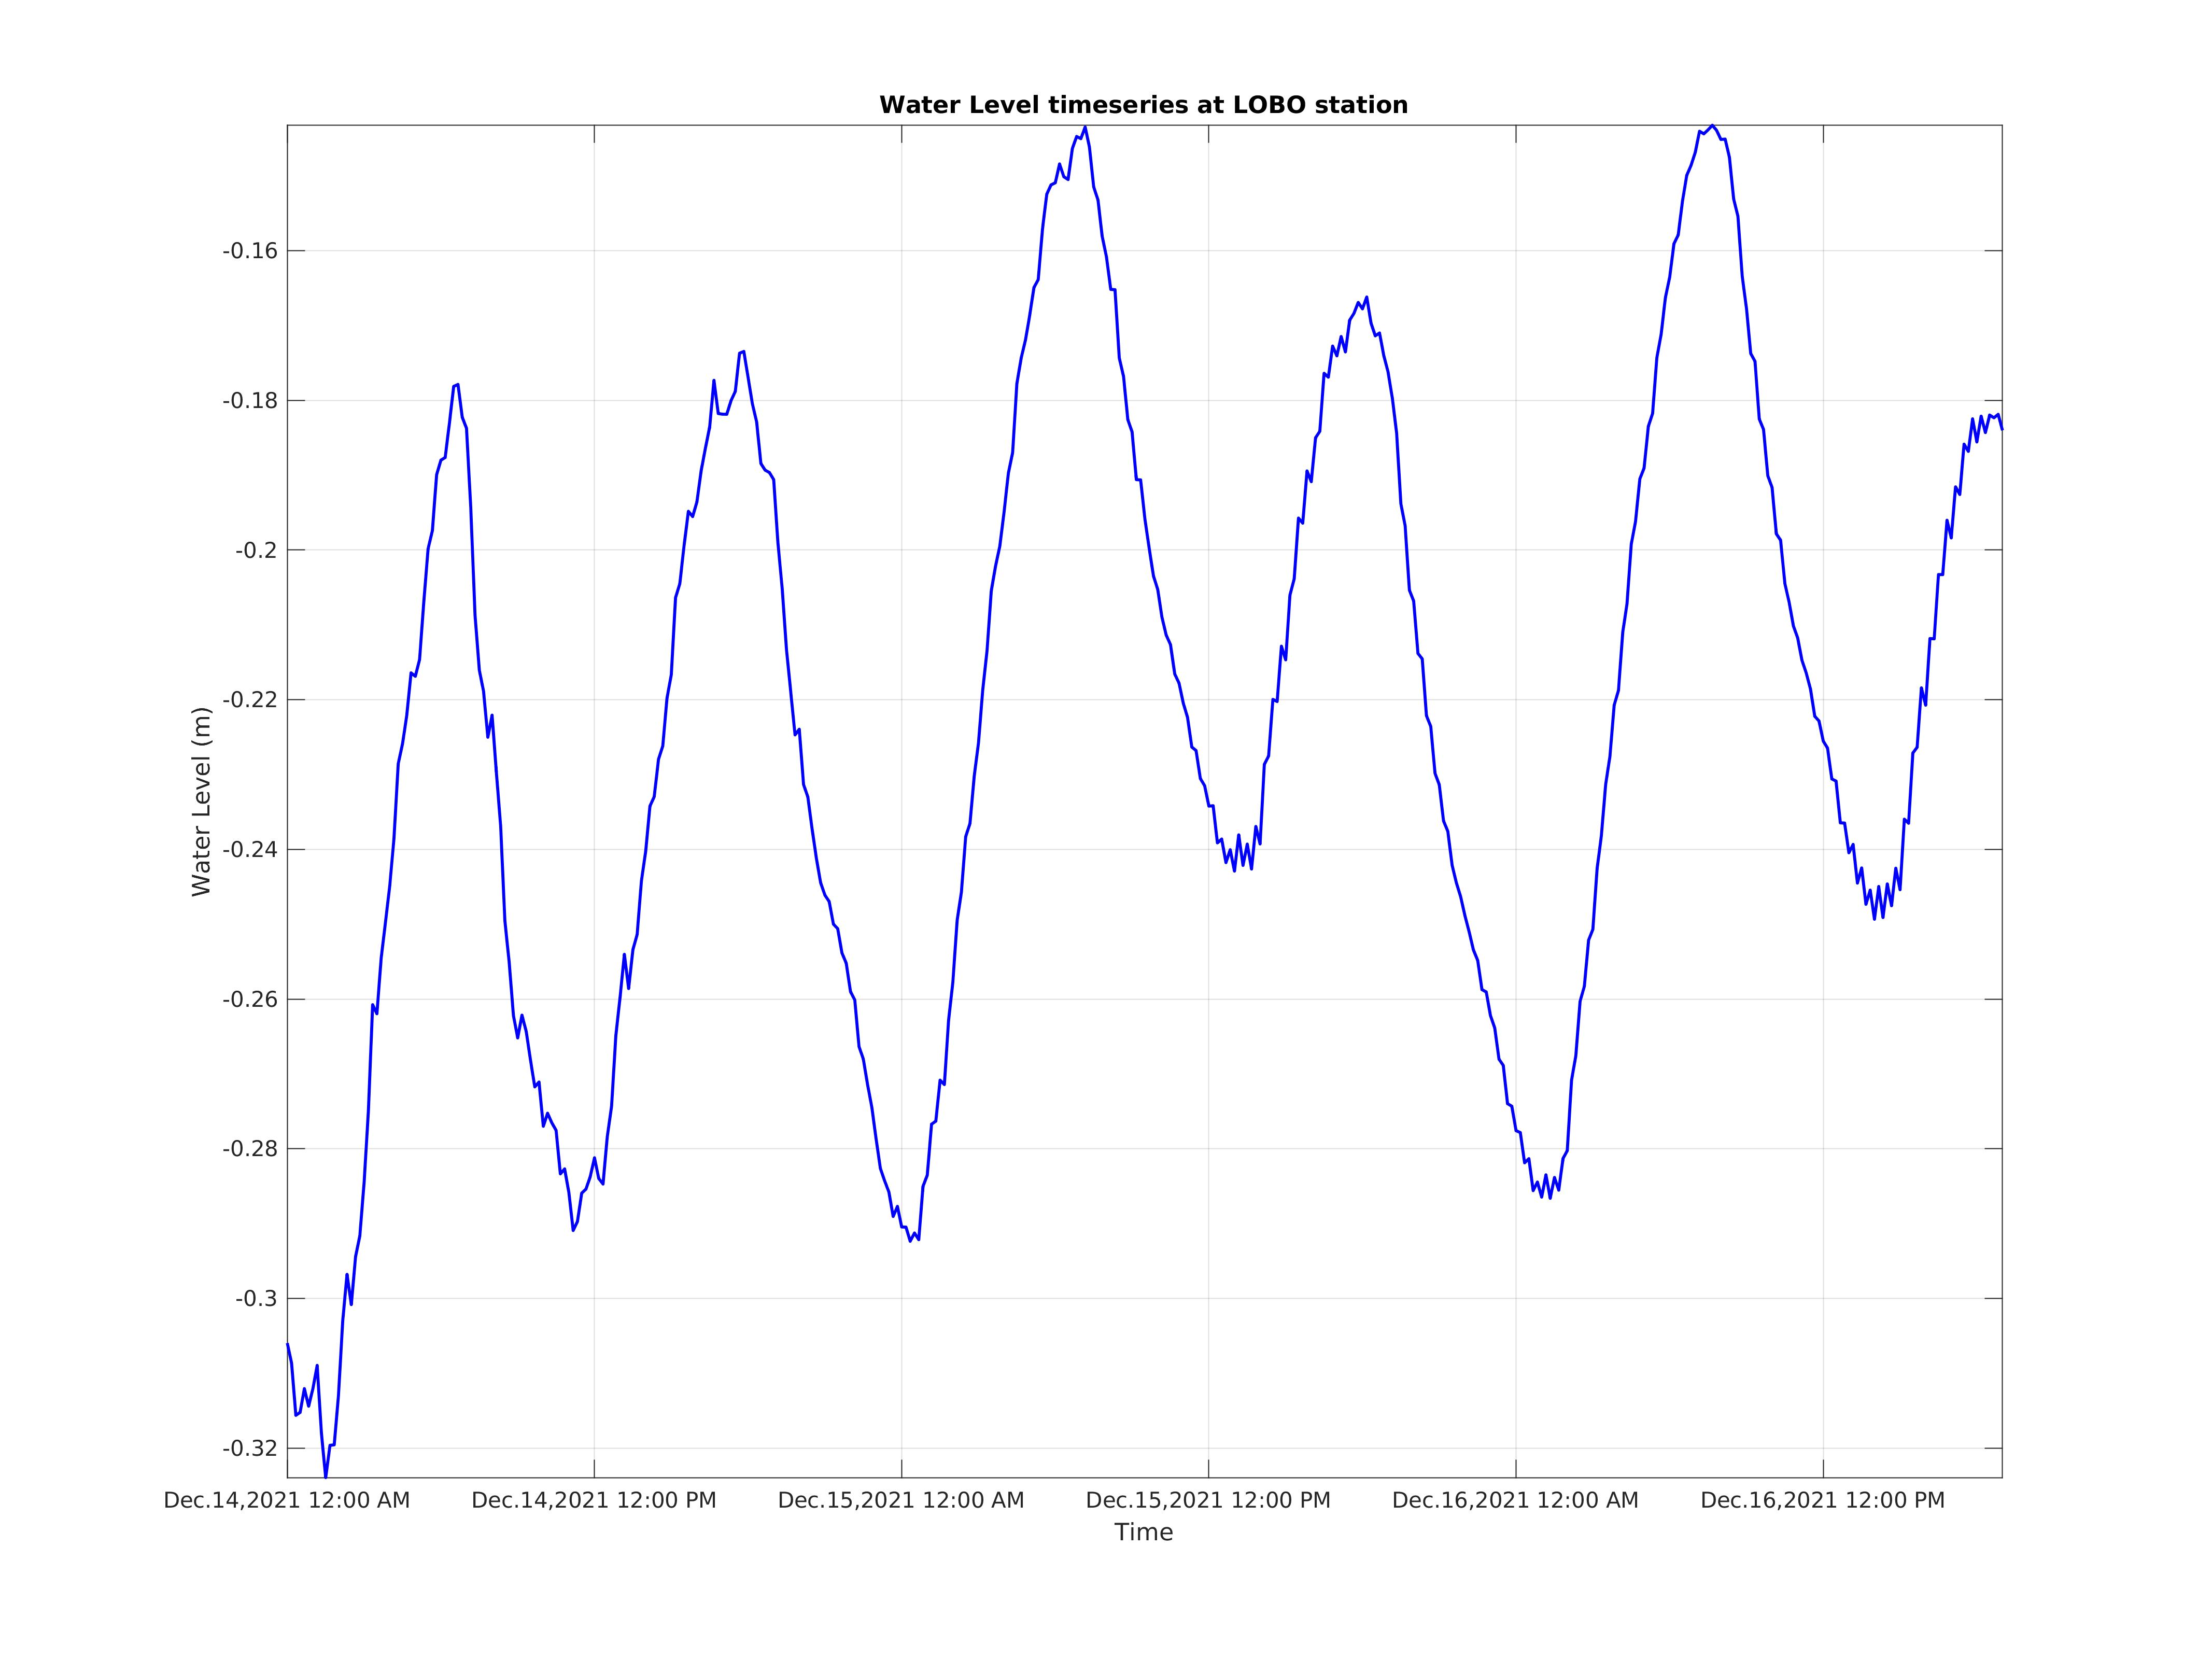 Water Level timeseries at LOBO station
Water Level (m)
-0.16
-0.18
-0.2
-0.22
-0.24
-0.26
-0.28
-0.3
-0.32
Dec.14,2021 12:00 AM Dec.14,2021 12:00 PM Dec.15,2021 12:00 AM Dec.15,2021 12:00 PM Dec.16,2021 12:00 AM Dec.16,2021 12:00 PM
Time